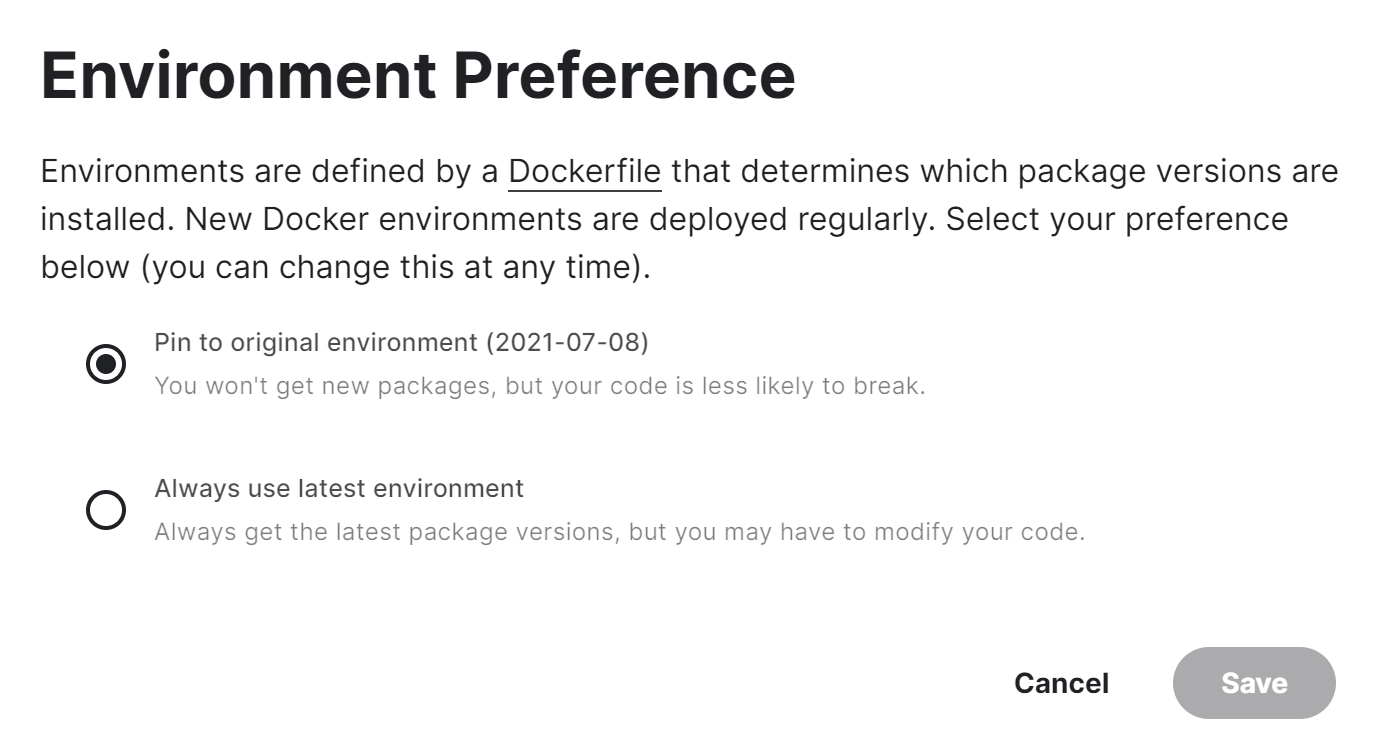 Environment Preference
Environments are defined by a Dockerfile that determines which package versions are
installed. New Docker environments are deployed regularly. Select your preference
below (you can change this at any time).
Pin to original environment (2021-07-08)
You won't get new packages, but your code is less likely to break.
Always use latest environment
Always get the latest package versions, but you may have to modify your code.
Cancel
Save